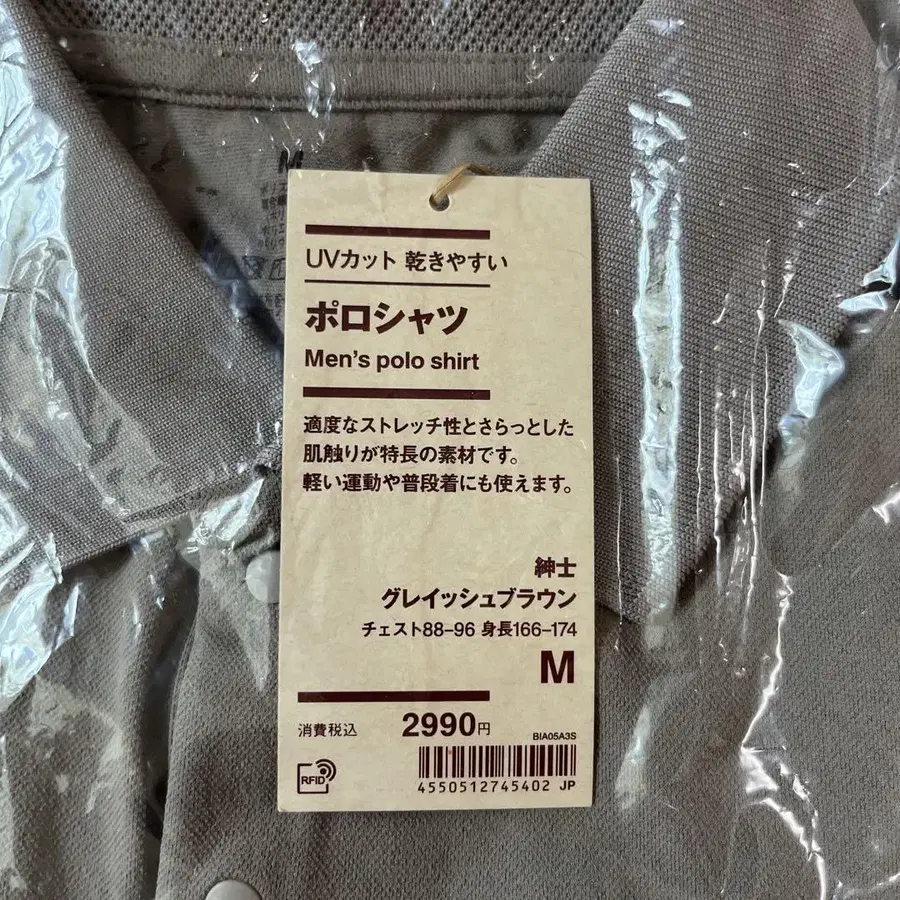 M
UVカット 乾きやすい
ポロシャツ
Men's polo shirt
適度なストレッチ性とさらっとした
肌触りが特長の素材です。
軽い運動や普段着にも使えます。
紳士
グレイッシュブラウン
チェスト88–96 身長166–174
M
消費税込 2990円
BIA05A3S
RFID
4550512745402 JP